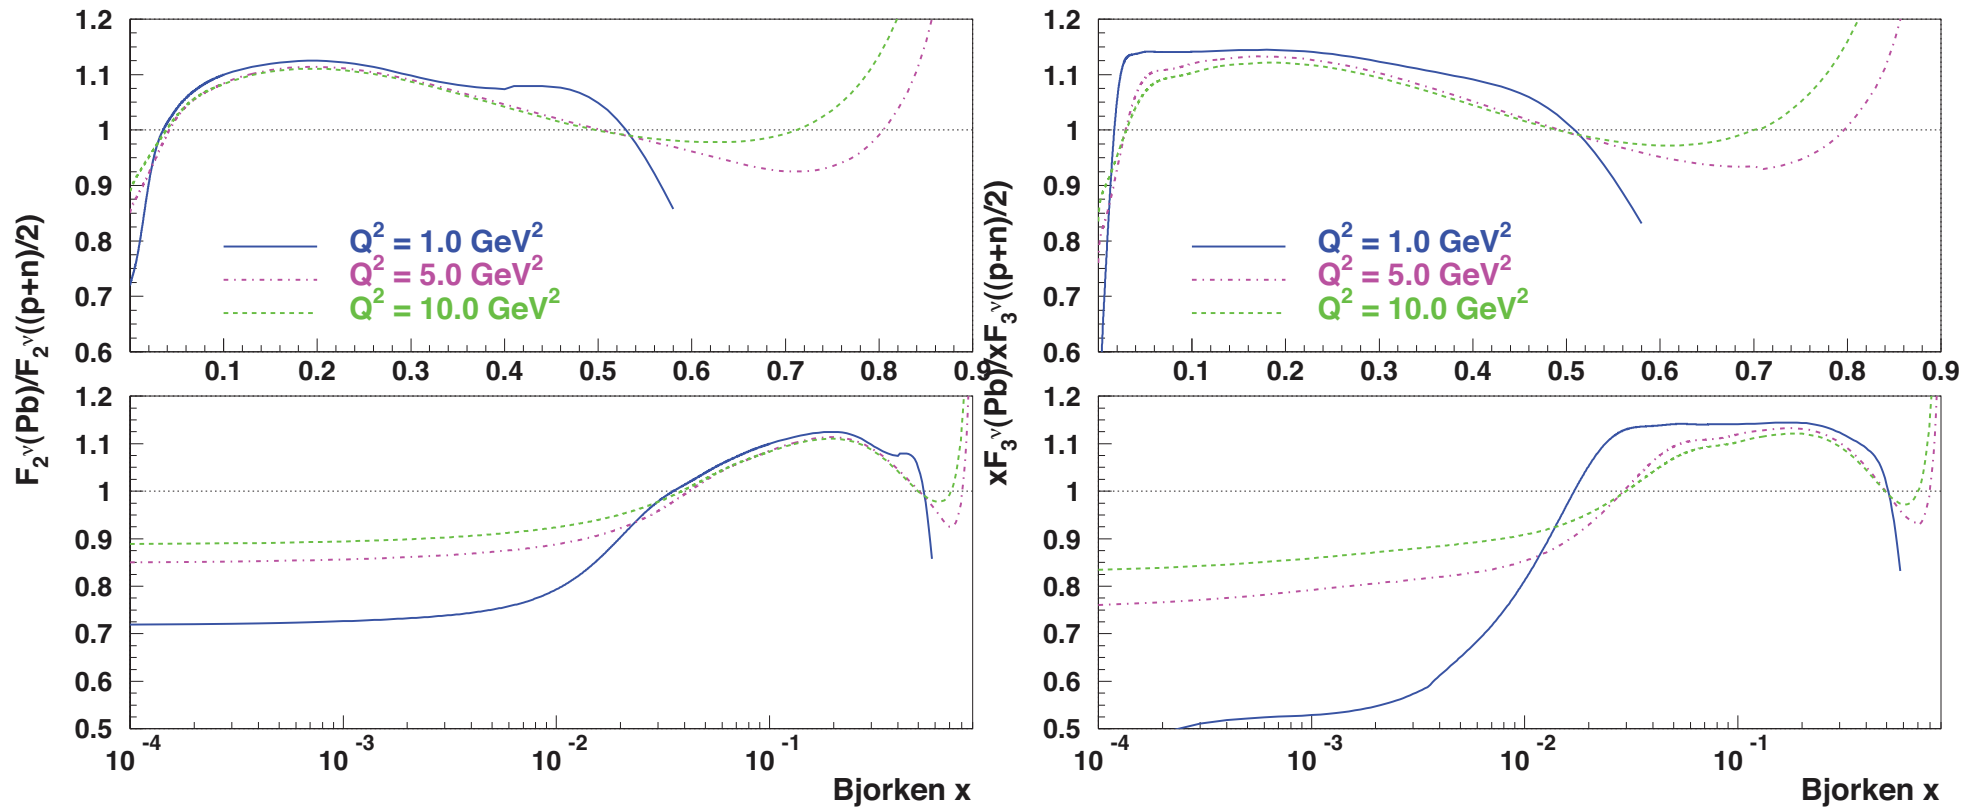 F₂ᵛ(Pb)/F₂ᵛ((p+n)/2)
1.2
1.1
1
0.9
0.8
0.7
0.6
Q² = 1.0 GeV²
Q² = 5.0 GeV²
Q² = 10.0 GeV²
0.1 0.2 0.3 0.4 0.5 0.6 0.7 0.8 0.9
1.2
1.1
1
0.9
0.8
0.7
0.6
0.5
10⁻⁴ 10⁻³ 10⁻² 10⁻¹
Bjorken x
xF₃ᵛ(Pb)/xF₃ᵛ((p+n)/2)
1.2
1.1
1
0.9
0.8
0.7
0.6
Q² = 1.0 GeV²
Q² = 5.0 GeV²
Q² = 10.0 GeV²
0.1 0.2 0.3 0.4 0.5 0.6 0.7 0.8 0.9
1.2
1.1
1
0.9
0.8
0.7
0.6
0.5
10⁻⁴ 10⁻³ 10⁻² 10⁻¹
Bjorken x